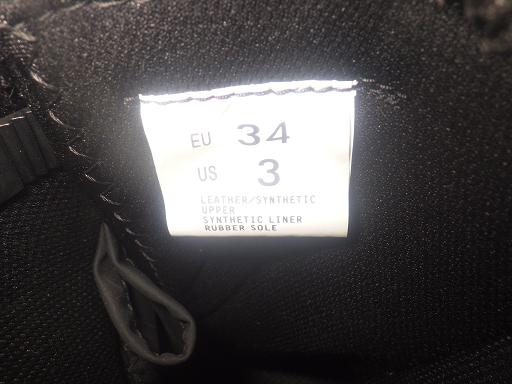 EU 34
US 3
LEATHER/SYNTHETIC
UPPER
SYNTHETIC LINER
RUBBER SOLE